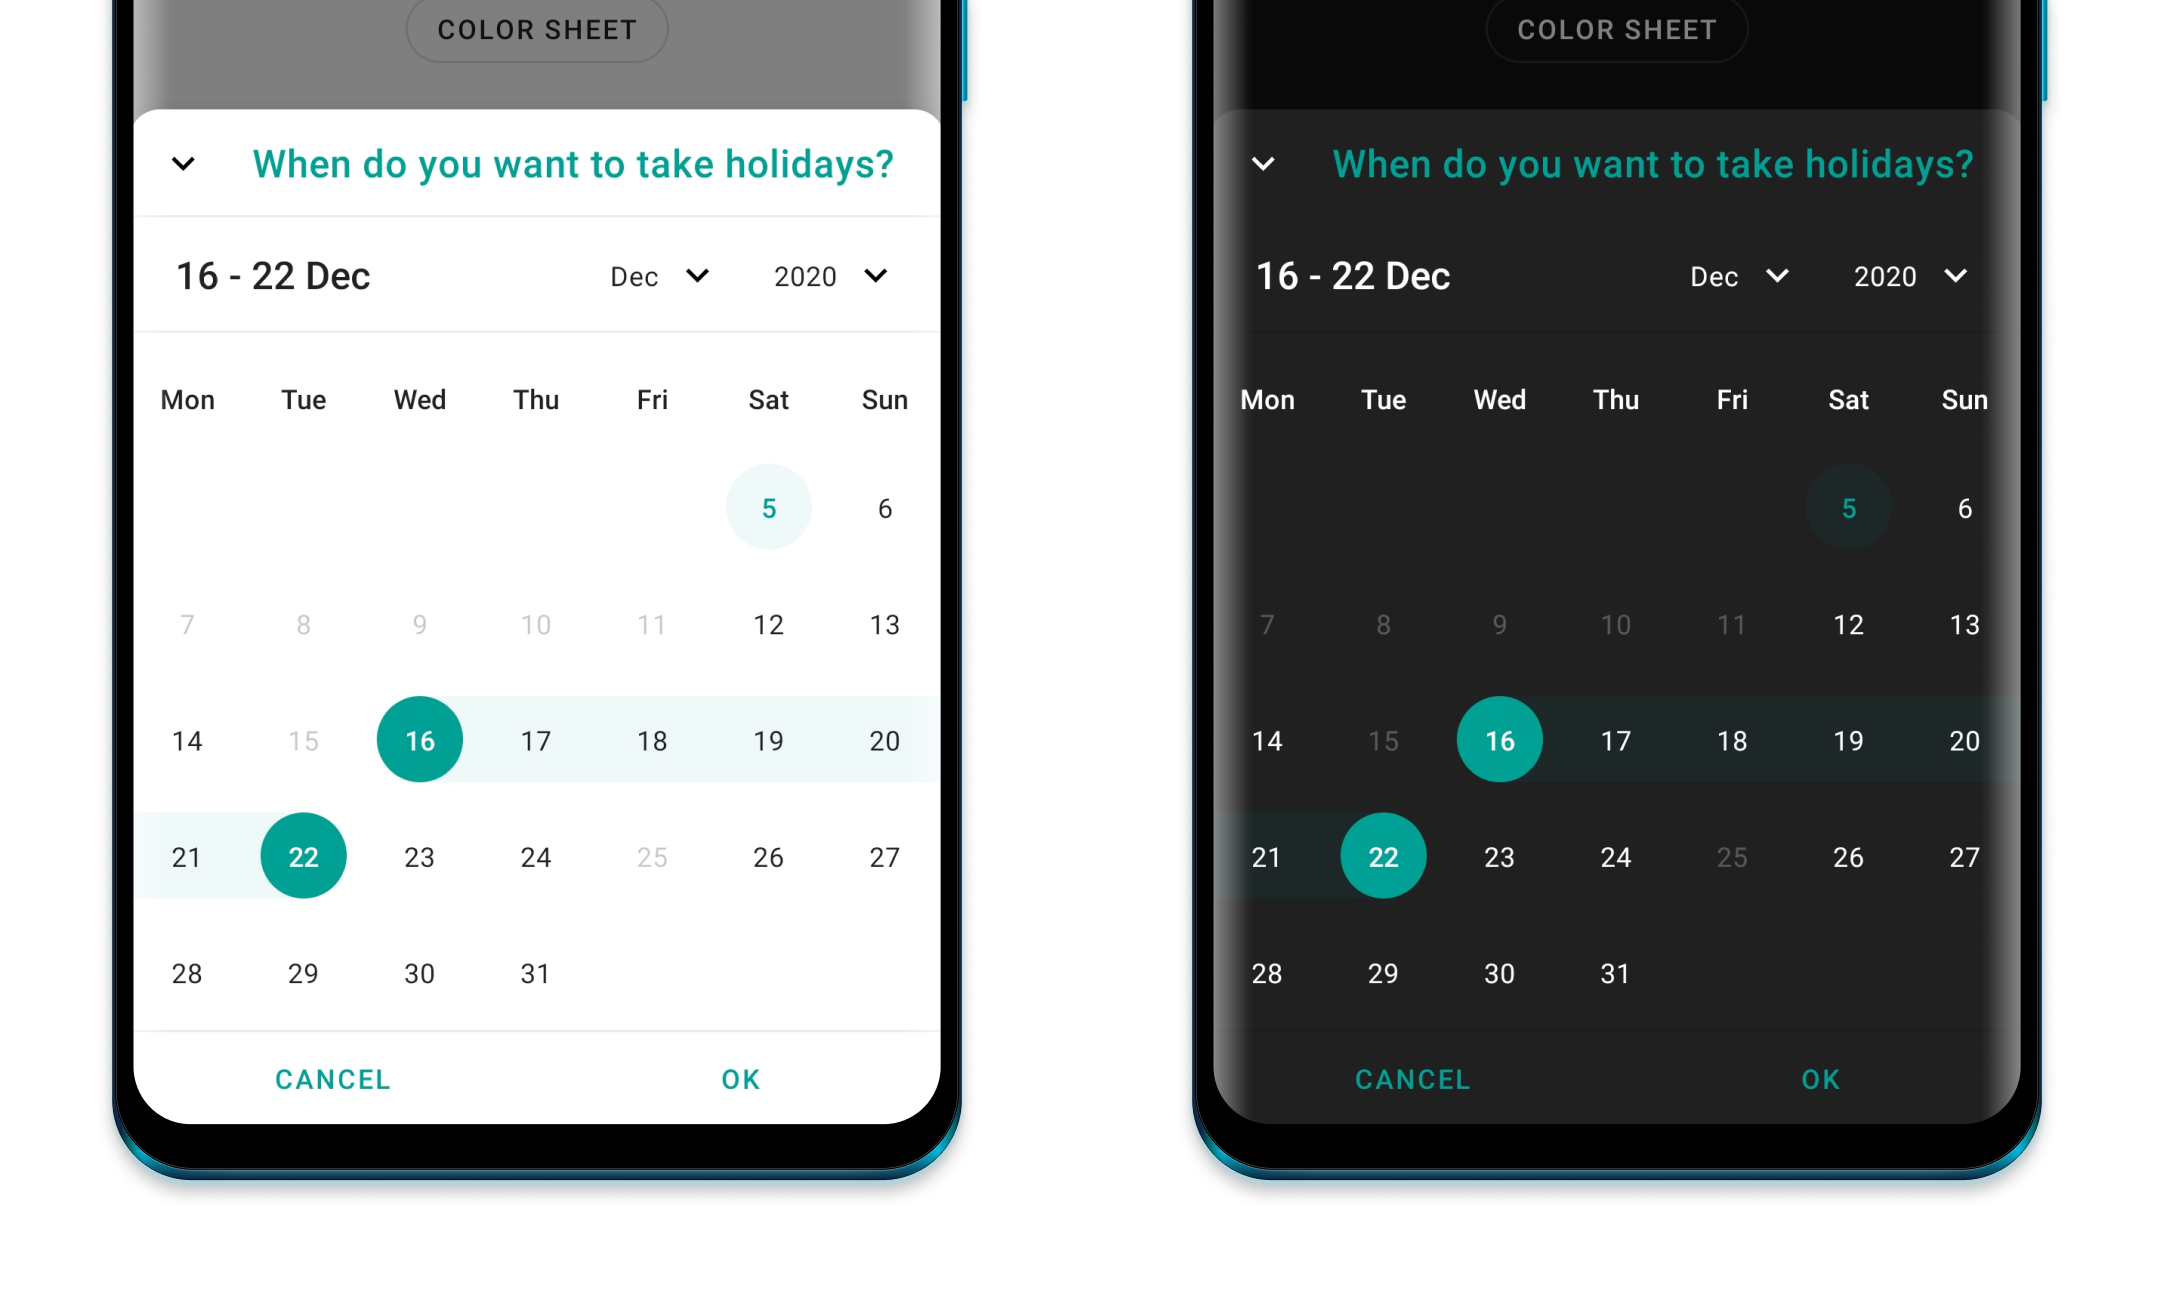 COLOR SHEET
When do you want to take holidays?
16 - 22 Dec Dec 2020
Mon Tue Wed Thu Fri Sat Sun
5 6
7 8 9 10 11 12 13
14 15 16 17 18 19 20
21 22 23 24 25 26 27
28 29 30 31
CANCEL OK
COLOR SHEET
When do you want to take holidays?
16 - 22 Dec Dec 2020
Mon Tue Wed Thu Fri Sat Sun
5 6
7 8 9 10 11 12 13
14 15 16 17 18 19 20
21 22 23 24 25 26 27
28 29 30 31
CANCEL OK